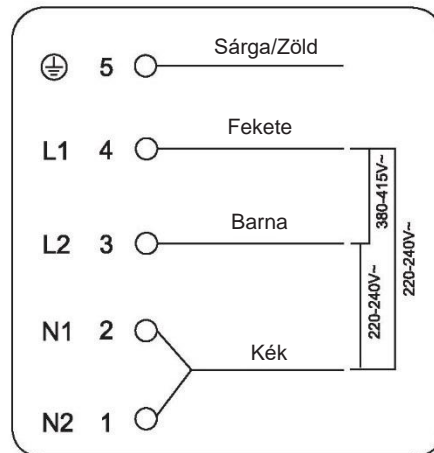 5 Sárga/Zöld
L1 4 Fekete
L2 3 Barna
N1 2
Kék
N2 1
380-415V~
220-240V~
220-240V~